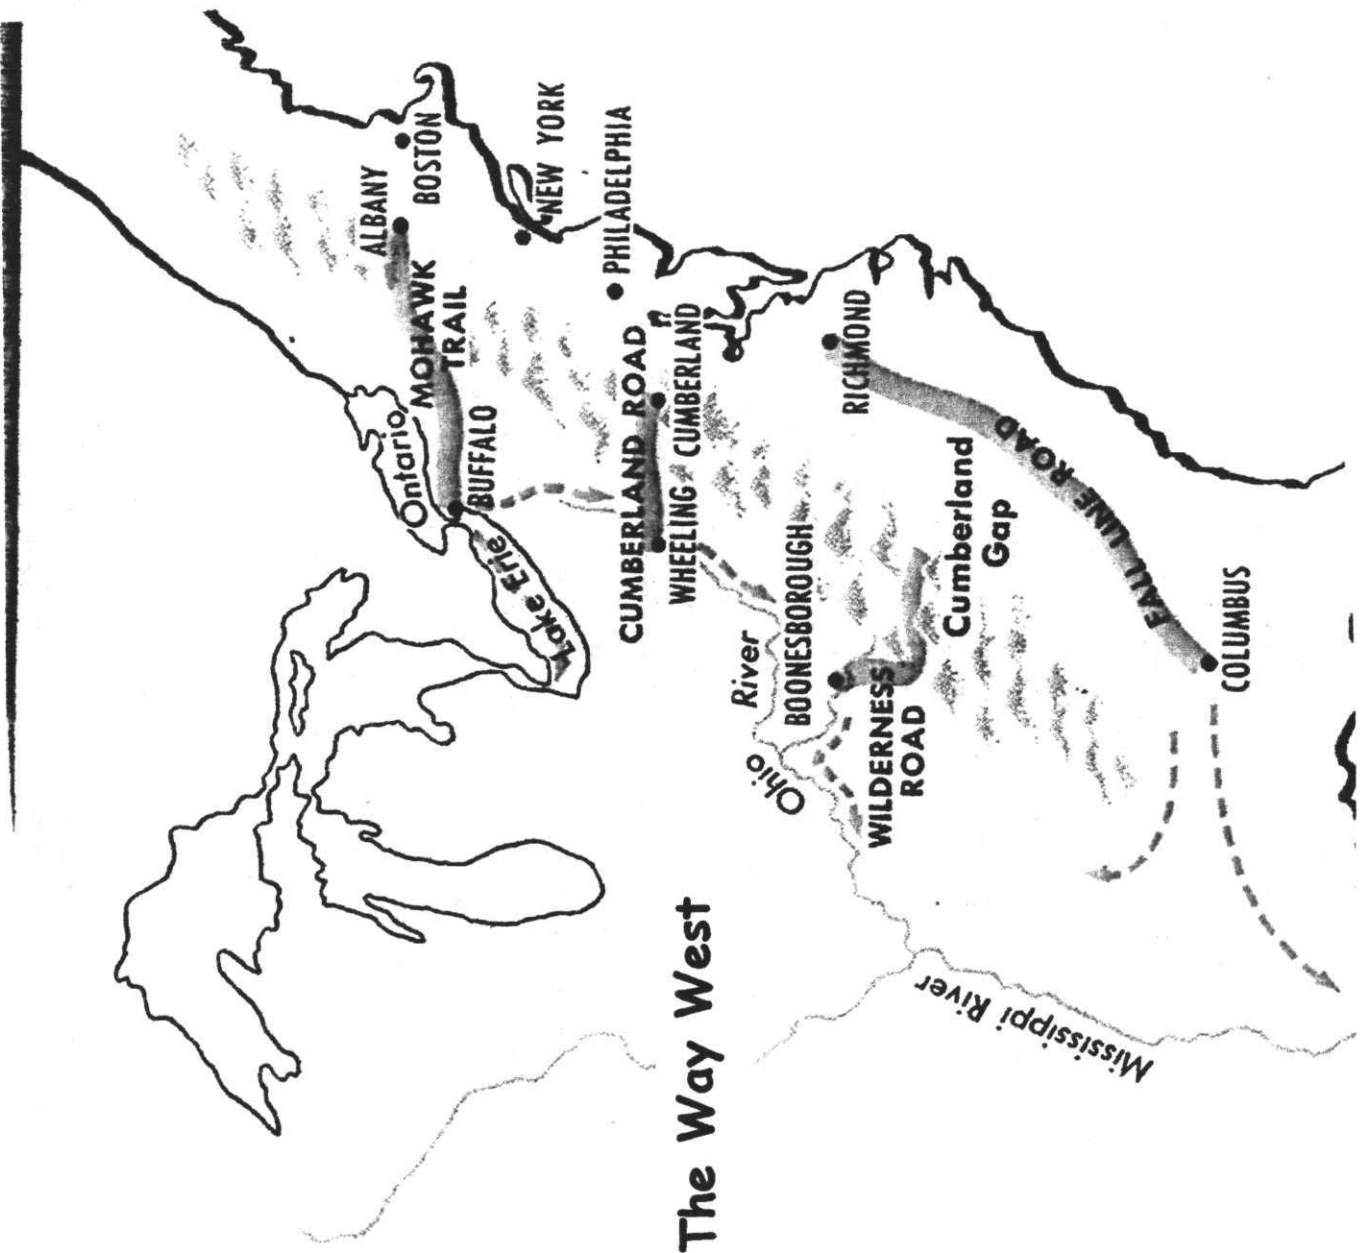 The Way West
ALBANY
BOSTON
MOHAWK
TRAIL
Ontario
BUFFALO
Lake Erie
NEW YORK
PHILADELPHIA
CUMBERLAND ROAD
WHEELING
CUMBERLAND
River
Ohio
BOONESBOROUGH
RICHMOND
WILDERNESS
ROAD
Cumberland
Gap
FALL LINE ROAD
COLUMBUS
Mississippi River